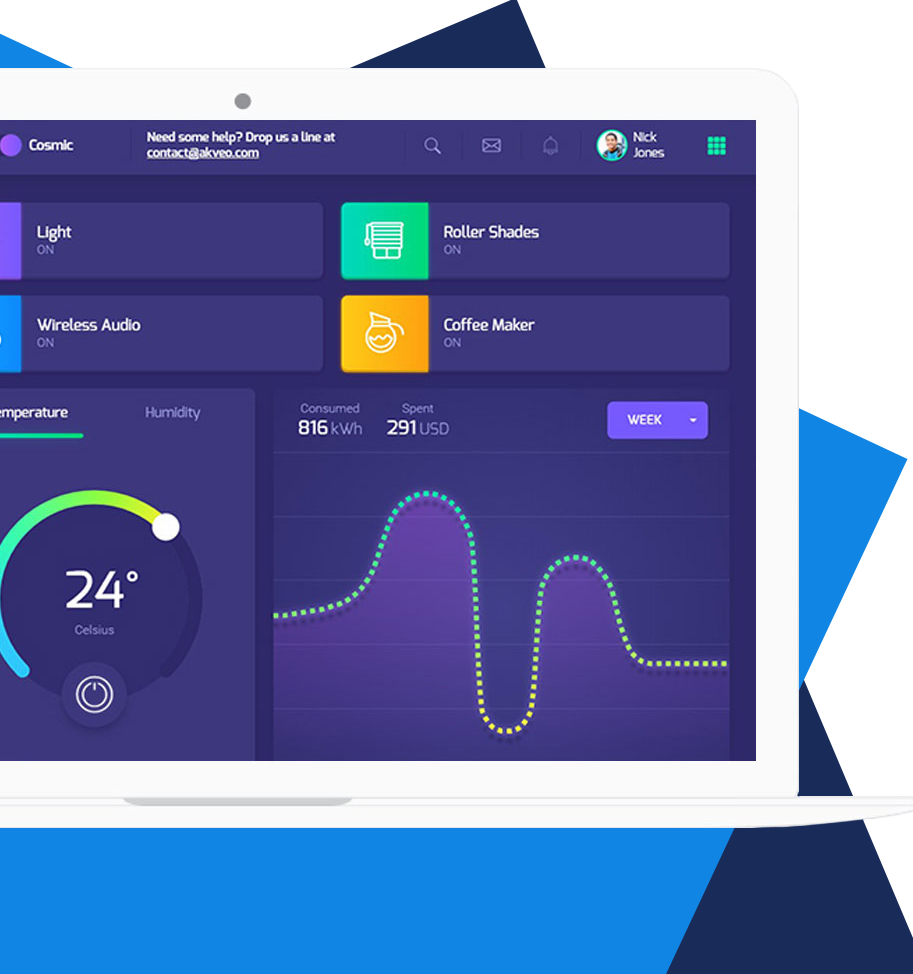 Cosmic
Need some help? Drop us a line at
contact@akveo.com
Nick
Jones
Light
ON
Roller Shades
ON
Wireless Audio
ON
Coffee Maker
ON
emperature
Humidity
Consumed
816 kWh
Spent
291 USD
WEEK
24°
Celsius